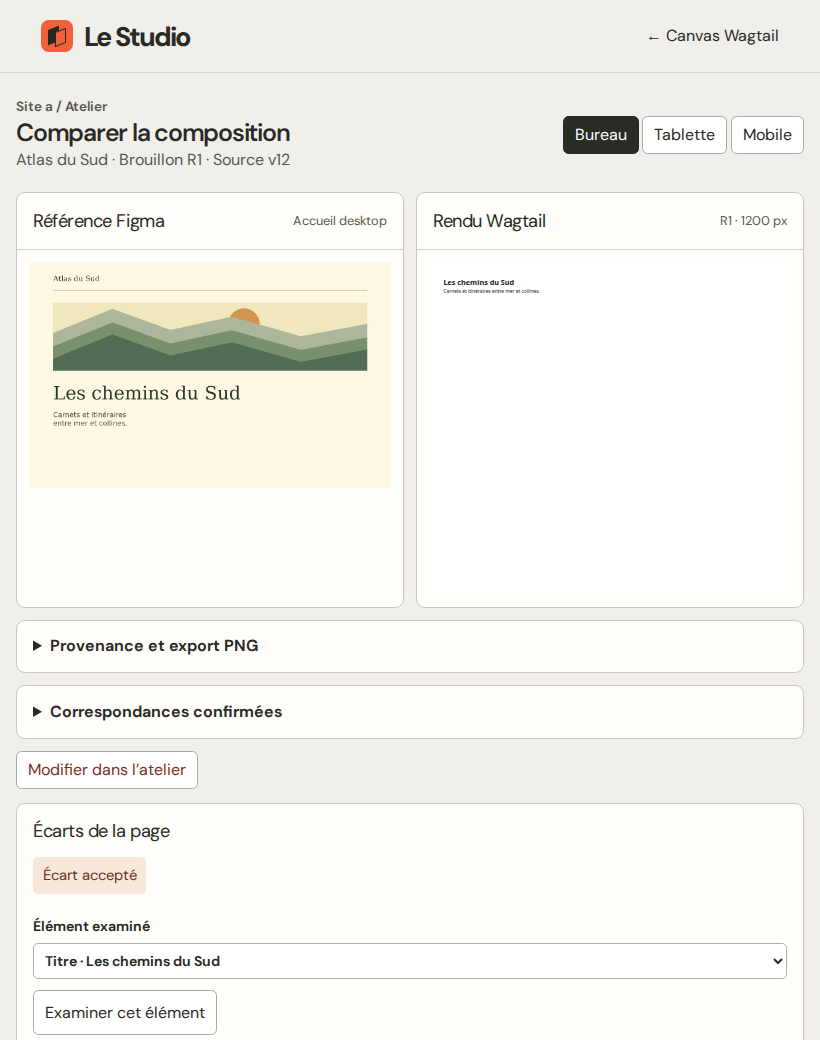 Le Studio
← Canvas Wagtail
Site a / Atelier
Comparer la composition
Atlas du Sud · Brouillon R1 · Source v12
Bureau
Tablette
Mobile
Référence Figma
Accueil desktop
Atlas du Sud
Les chemins du Sud
Carnets et itinéraires
entre mer et collines.
Rendu Wagtail
R1 · 1200 px
Les chemins du Sud
Carnets et itinéraires entre mer et collines.
▶ Provenance et export PNG
▶ Correspondances confirmées
Modifier dans l’atelier
Écarts de la page
Écart accepté
Élément examiné
Titre · Les chemins du Sud
Examiner cet élément